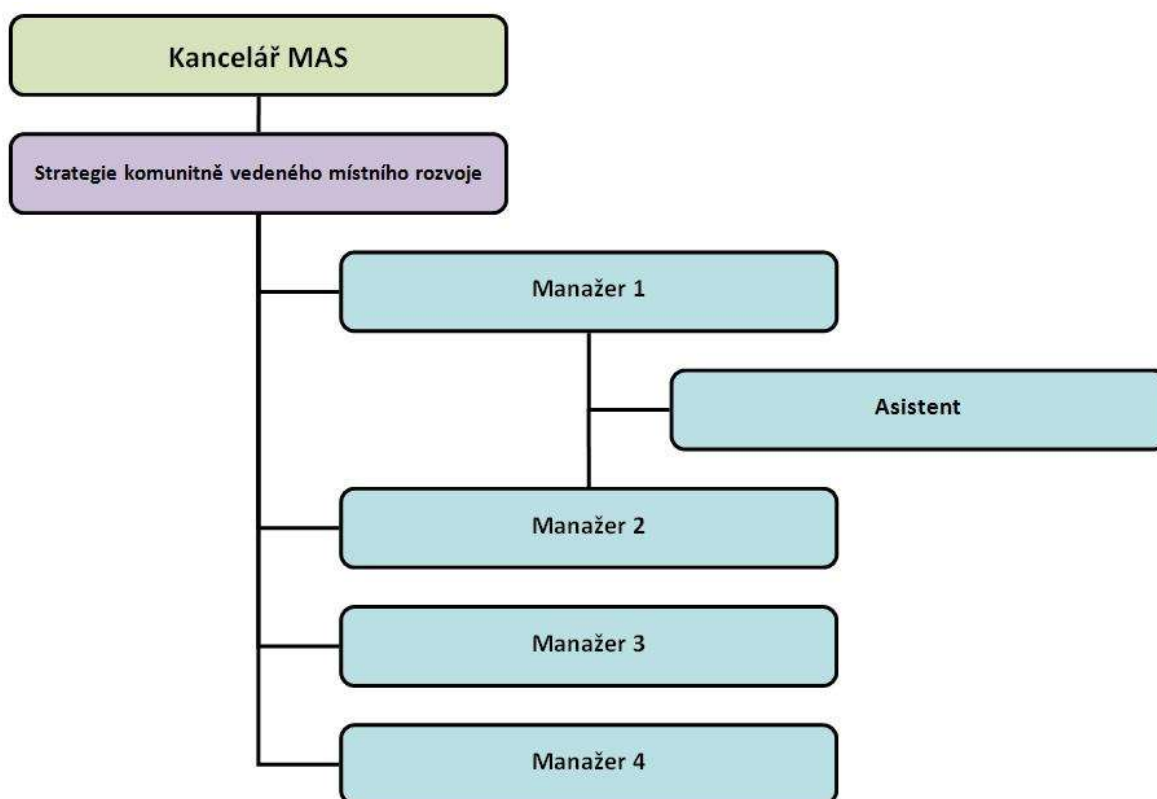 Kancelář MAS
Strategie komunitně vedeného místního rozvoje
Manažer 1
Asistent
Manažer 2
Manažer 3
Manažer 4